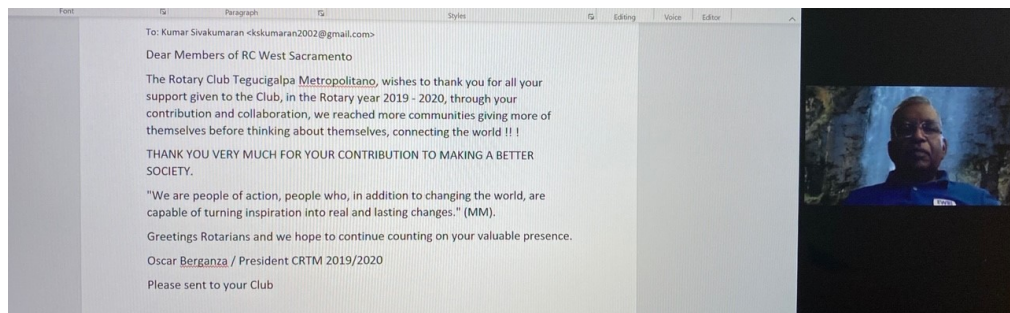 Font
Paragraph
Styles
Editing
Voice
Editor
To: Kumar Sivakumaran <kskumaran2002@gmail.com>
Dear Members of RC West Sacramento
The Rotary Club Tegucigalpa Metropolitano, wishes to thank you for all your
support given to the Club, in the Rotary year 2019 - 2020, through your
contribution and collaboration, we reached more communities giving more of
themselves before thinking about themselves, connecting the world !! !
THANK YOU VERY MUCH FOR YOUR CONTRIBUTION TO MAKING A BETTER
SOCIETY.
"We are people of action, people who, in addition to changing the world, are
capable of turning inspiration into real and lasting changes." (MM).
Greetings Rotarians and we hope to continue counting on your valuable presence.
Oscar Berganza / President CRTM 2019/2020
Please sent to your Club